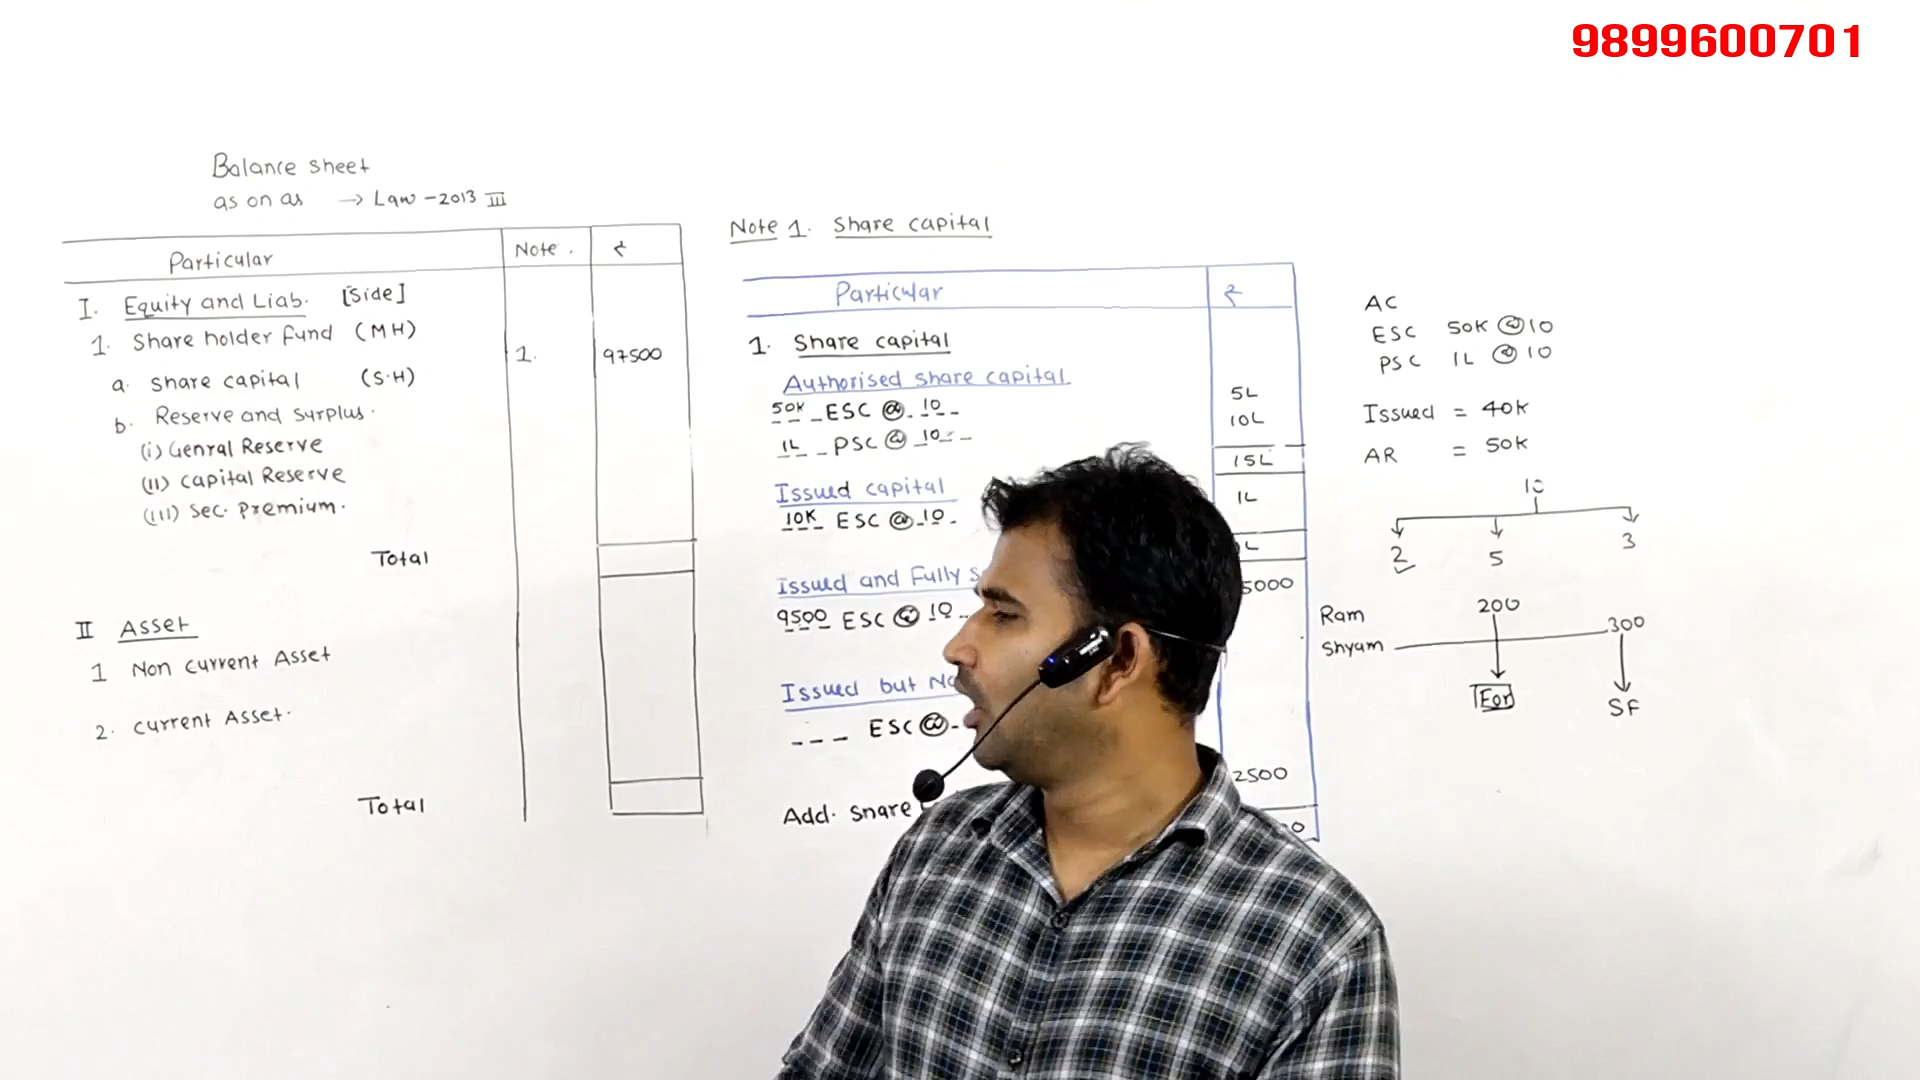 9899600701
Balance sheet
as on as → Law -2013 III
Particular Note. ₹
I. Equity and Liab. [Side]
1. Share holder fund (MH)
a. Share capital (S.H) 1. 97500
b. Reserve and surplus.
(i) Genral Reserve
(II) Capital Reserve
(III) Sec. Premium.
Total
II Asset
1 Non current Asset
2. Current Asset.
Total
Note 1. Share capital
Particular ₹
1. Share capital
Authorised share capital
50K ESC @ 10 5L
1L PSC @ 10 10L
15L
Issued capital
10K ESC @ 10 1L
L
Issued and Fully
9500 ESC @ 10 5000
Issued but
ESC @
Add. Share 2500
AC
ESC 50K @ 10
PSC 1L @ 10
Issued = 40K
AR = 50K
10
2 5 3
Ram 200
Shyam 300
For
SF